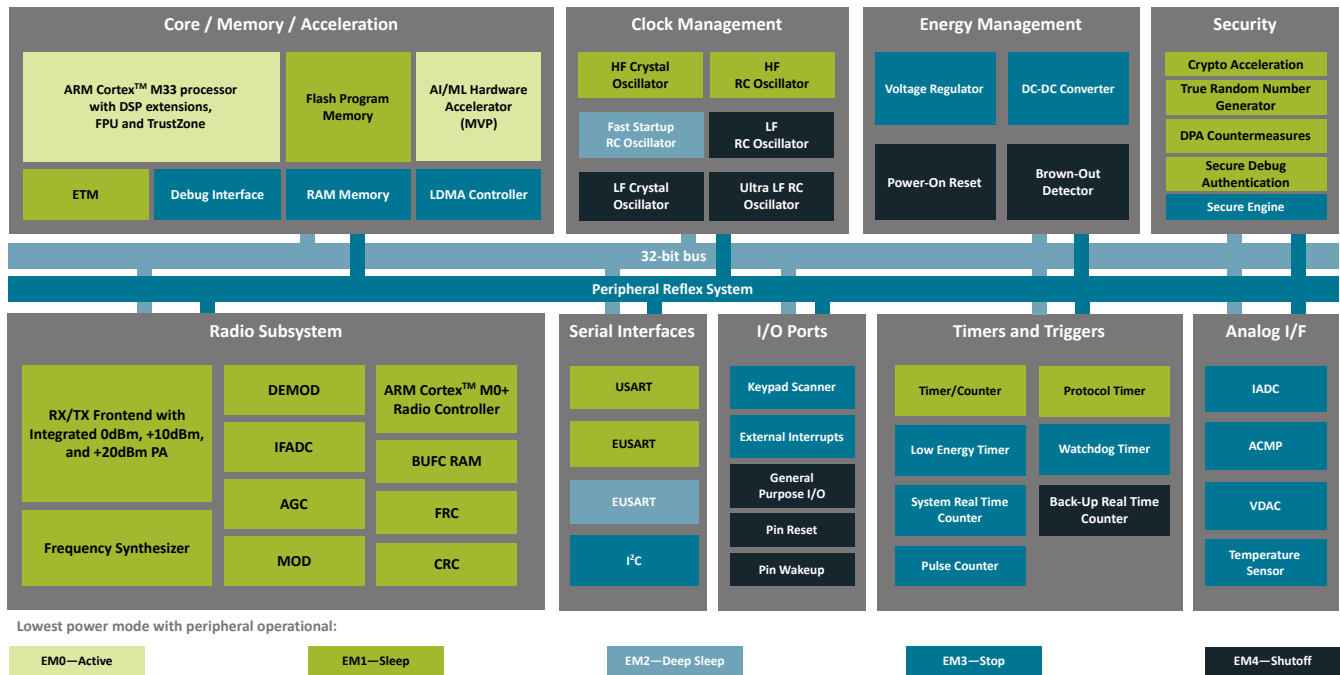 Core / Memory / Acceleration
ARM Cortex™ M33 processor
with DSP extensions,
FPU and TrustZone
Flash Program
Memory
AI/ML Hardware
Accelerator
(MVP)
ETM
Debug Interface
RAM Memory
LDMA Controller
Clock Management
HF Crystal
Oscillator
HF
RC Oscillator
Fast Startup
RC Oscillator
LF
RC Oscillator
LF Crystal
Oscillator
Ultra LF RC
Oscillator
Energy Management
Voltage Regulator
DC-DC Converter
Power-On Reset
Brown-Out
Detector
Security
Crypto Acceleration
True Random Number
Generator
DPA Countermeasures
Secure Debug
Authentication
Secure Engine
32-bit bus
Peripheral Reflex System
Radio Subsystem
RX/TX Frontend with
Integrated 0dBm, +10dBm,
and +20dBm PA
Frequency Synthesizer
DEMOD
IFADC
AGC
MOD
ARM Cortex™ M0+
Radio Controller
BUFC RAM
FRC
CRC
Serial Interfaces
USART
EUSART
EUSART
I²C
I/O Ports
Keypad Scanner
External Interrupts
General
Purpose I/O
Pin Reset
Pin Wakeup
Timers and Triggers
Timer/Counter
Protocol Timer
Low Energy Timer
Watchdog Timer
System Real Time
Counter
Back-Up Real Time
Counter
Pulse Counter
Analog I/F
IADC
ACMP
VDAC
Temperature
Sensor
Lowest power mode with peripheral operational:
EM0—Active
EM1—Sleep
EM2—Deep Sleep
EM3—Stop
EM4—Shutoff